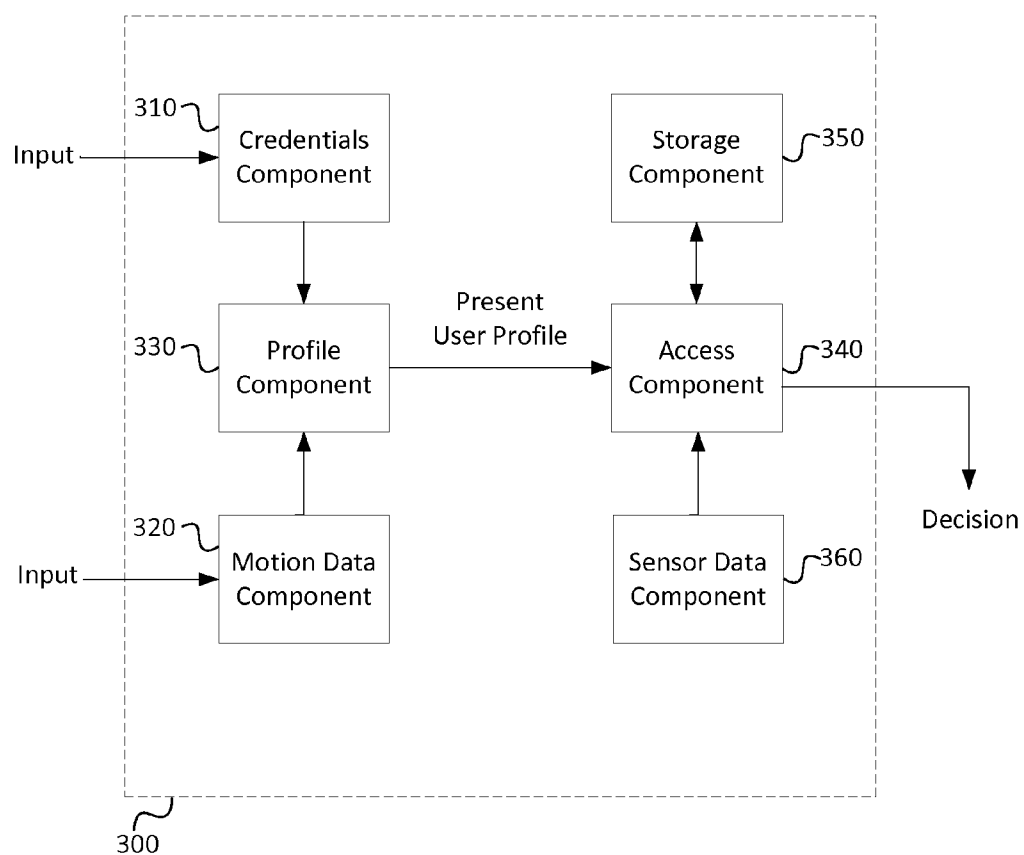 310
Credentials
Component
Input
Storage
Component
350
Present
User Profile
330
Profile
Component
Access
Component
340
320
Motion Data
Component
Input
Sensor Data
Component
360
Decision
300